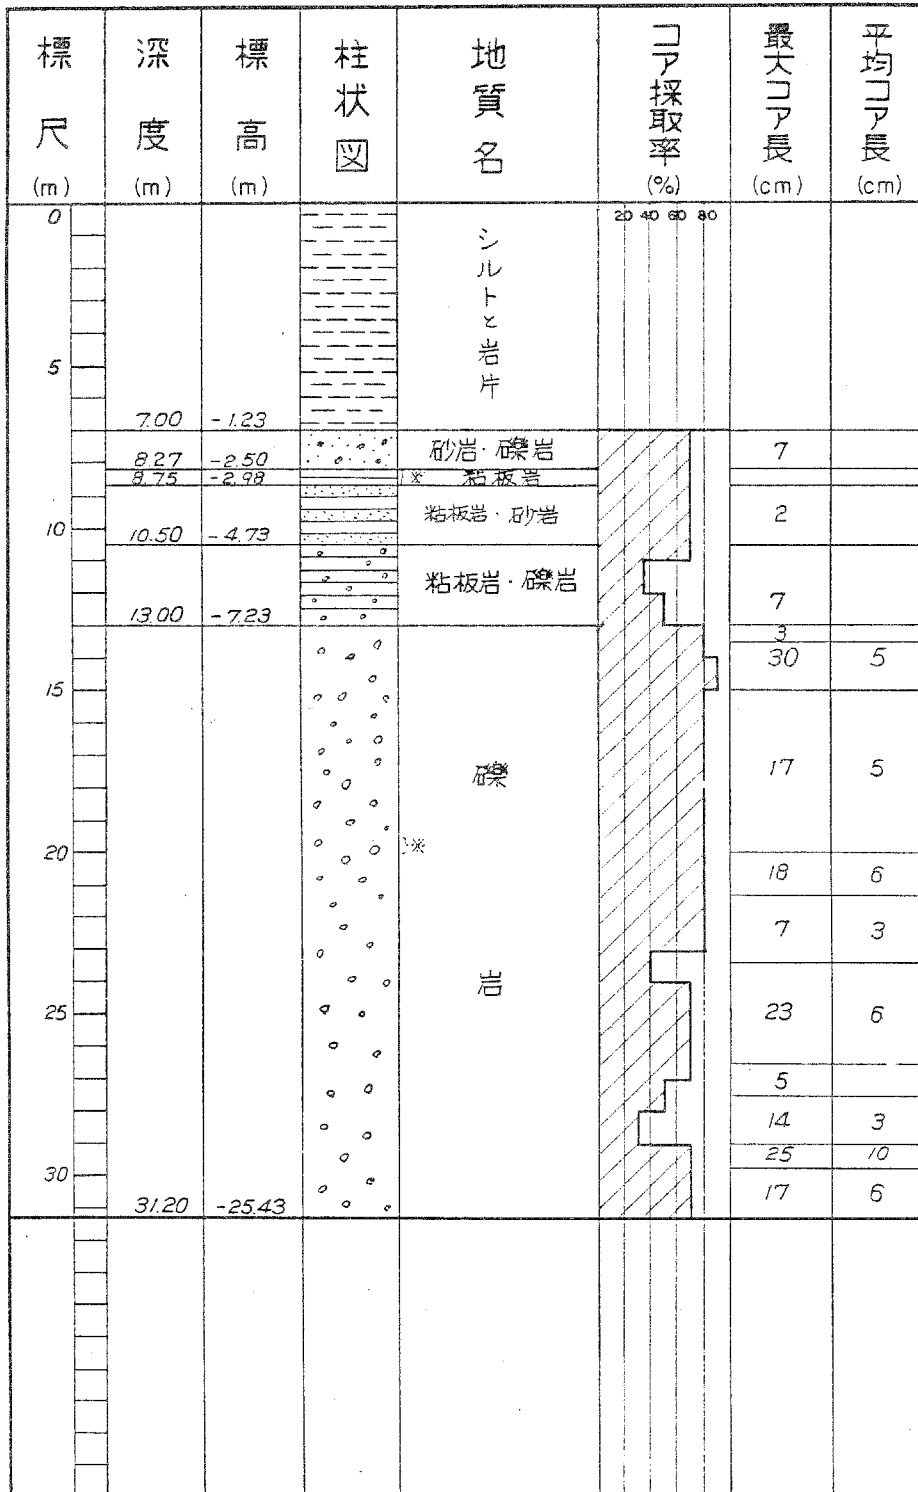 標尺(m) 深度(m) 標高(m) 柱状図 地質名 コア採取率(%) 最大コア長(cm) 平均コア長(cm)
0 20 40 60 80
シルトと岩片
5
7.00 -1.23
砂岩・礫岩 7
8.27 -2.50
8.75 -2.98 ※ 粘板岩
粘板岩・砂岩 2
10 10.50 -4.73
粘板岩・礫岩 7
13.00 -7.23
3
30 5
15
礫 17 5
※
20
18 6
7 3
岩
25 23 6
5
14 3
25 10
30
17 6
31.20 -25.43